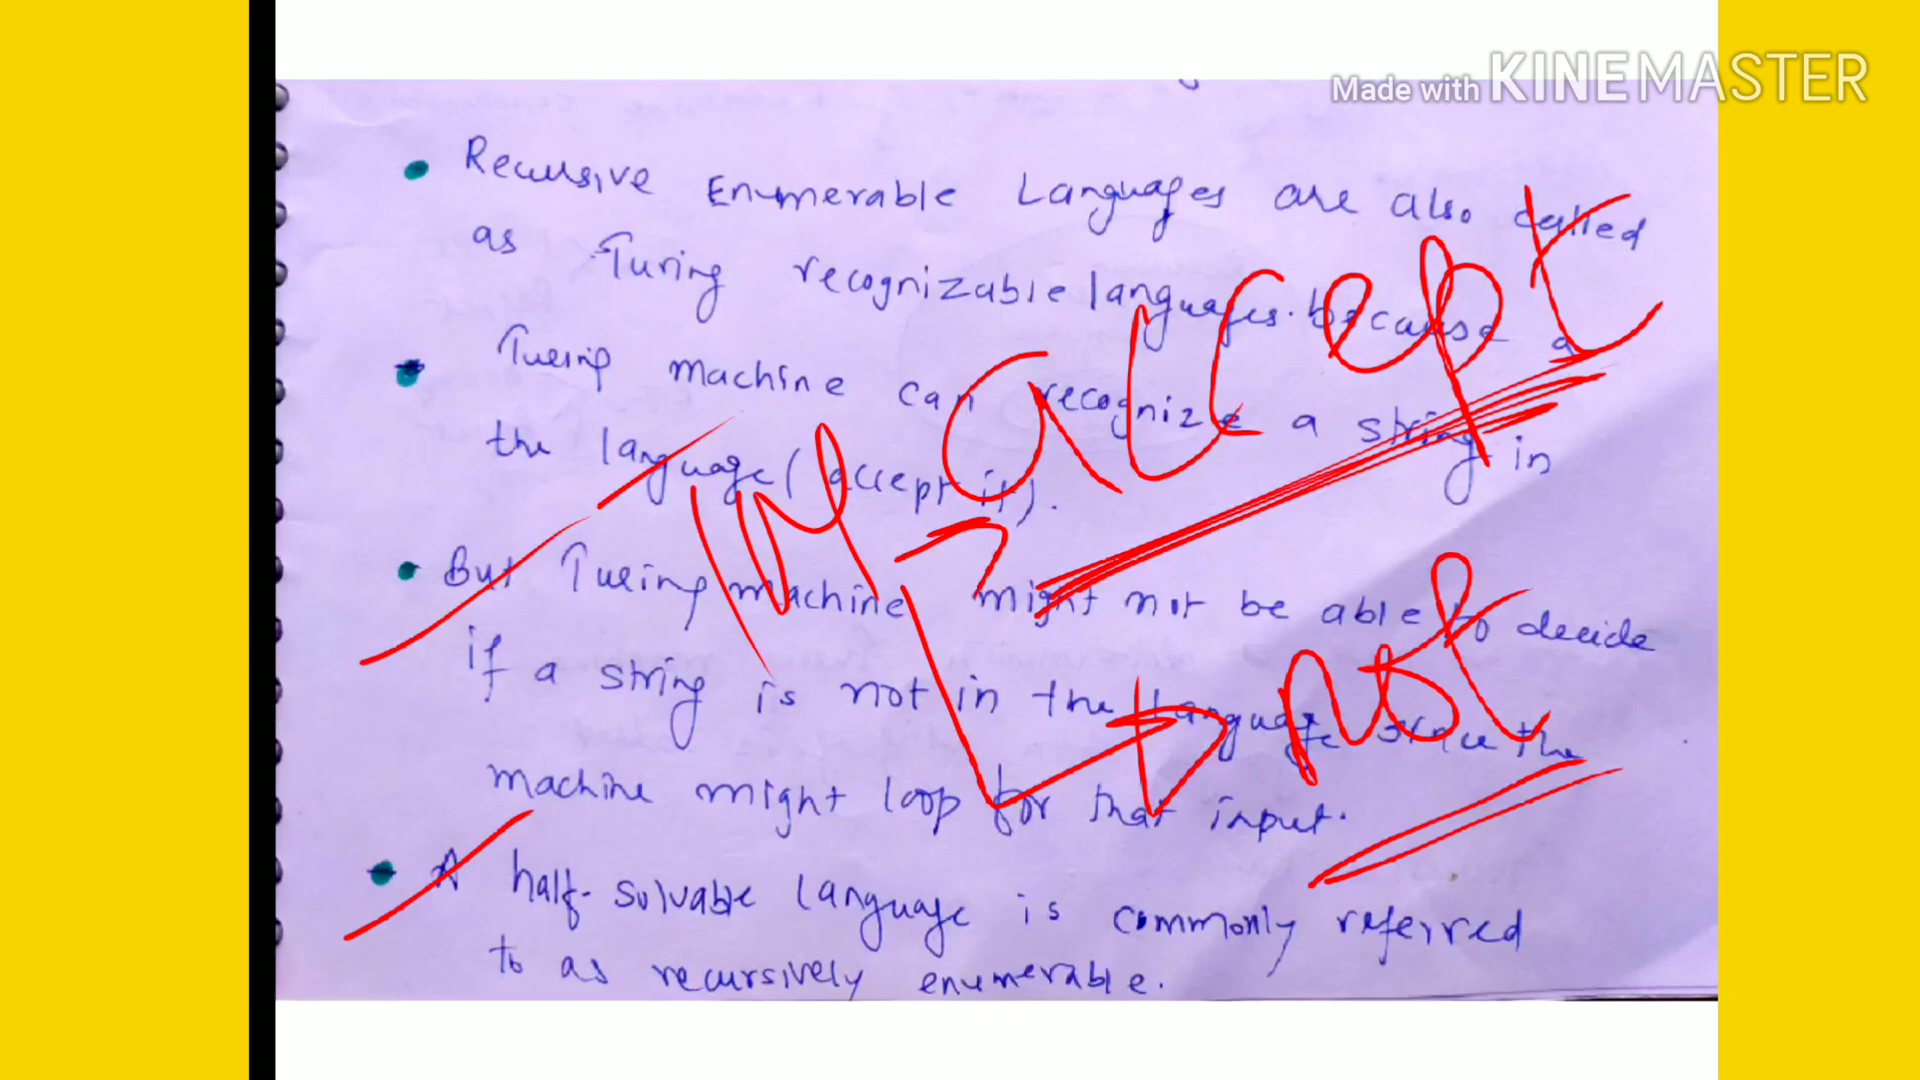 Made with KINEMASTER
Recursive Enumerable Languages are also called
as Turing recognizable languages. because a
Turing machine can recognize a string in
the language (accept it).
But Turing machine might not be able to decide
if a string is not in the language since the
machine might loop for that input.
A half-solvable language is commonly referred
to as recursively enumerable.
accept
not